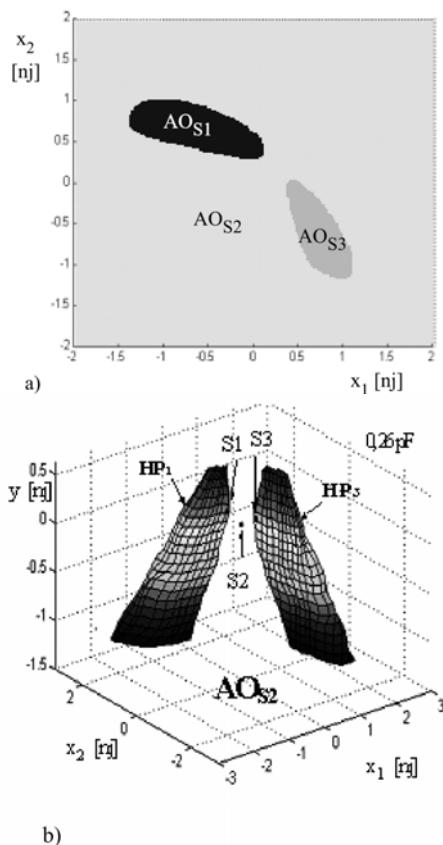 x2
[nj]
2
1.5
1
0.5
0
-0.5
-1
-1.5
-2
AOS1
AOS2
AOS3
-2 -1.5 -1 -0.5 0 0.5 1 1.5 2
a)
x1 [nj]
0,26pF
S1 S3
HP1
HP3
y [nj]
0.5
0
-0.5
-1
-1.5
S2
AOS2
2
0
-2
x2 [nj]
-3 -2 -1 0 1 2 3
x1 [nj]
b)